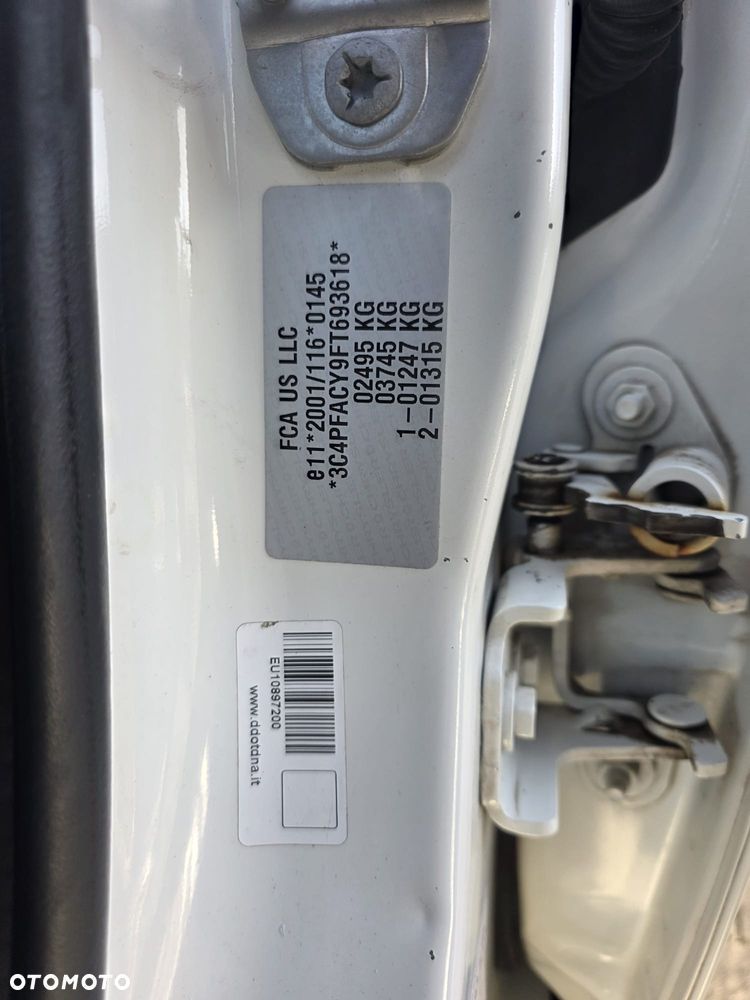 FCA US LLC
e11*2001/116*0145
*3C4PFACY9FT693618*
02495 KG
03745 KG
1-01247 KG
2-01315 KG
EU10897200
www.ddotdna.it
OTOMOTO